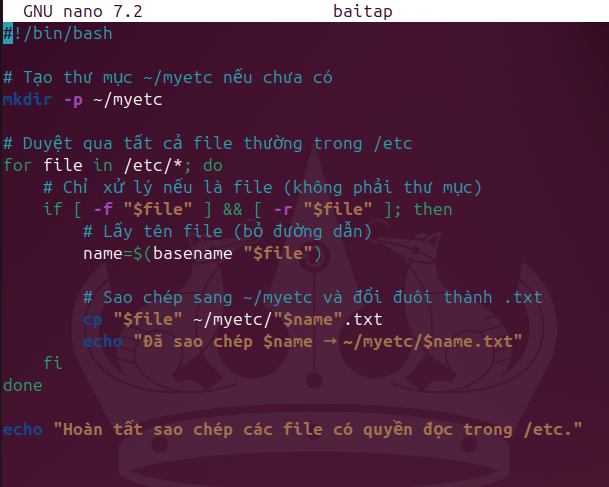 GNU nano 7.2 baitap
#!/bin/bash
# Tạo thư mục ~/myetc nếu chưa có
mkdir -p ~/myetc
# Duyệt qua tất cả file thường trong /etc
for file in /etc/*; do
# Chỉ xử lý nếu là file (không phải thư mục)
if [ -f "$file" ] && [ -r "$file" ]; then
# Lấy tên file (bỏ đường dẫn)
name=$(basename "$file")
# Sao chép sang ~/myetc và đổi đuôi thành .txt
cp "$file" ~/myetc/"$name".txt
echo "Đã sao chép $name → ~/myetc/$name.txt"
fi
done
echo "Hoàn tất sao chép các file có quyền đọc trong /etc."